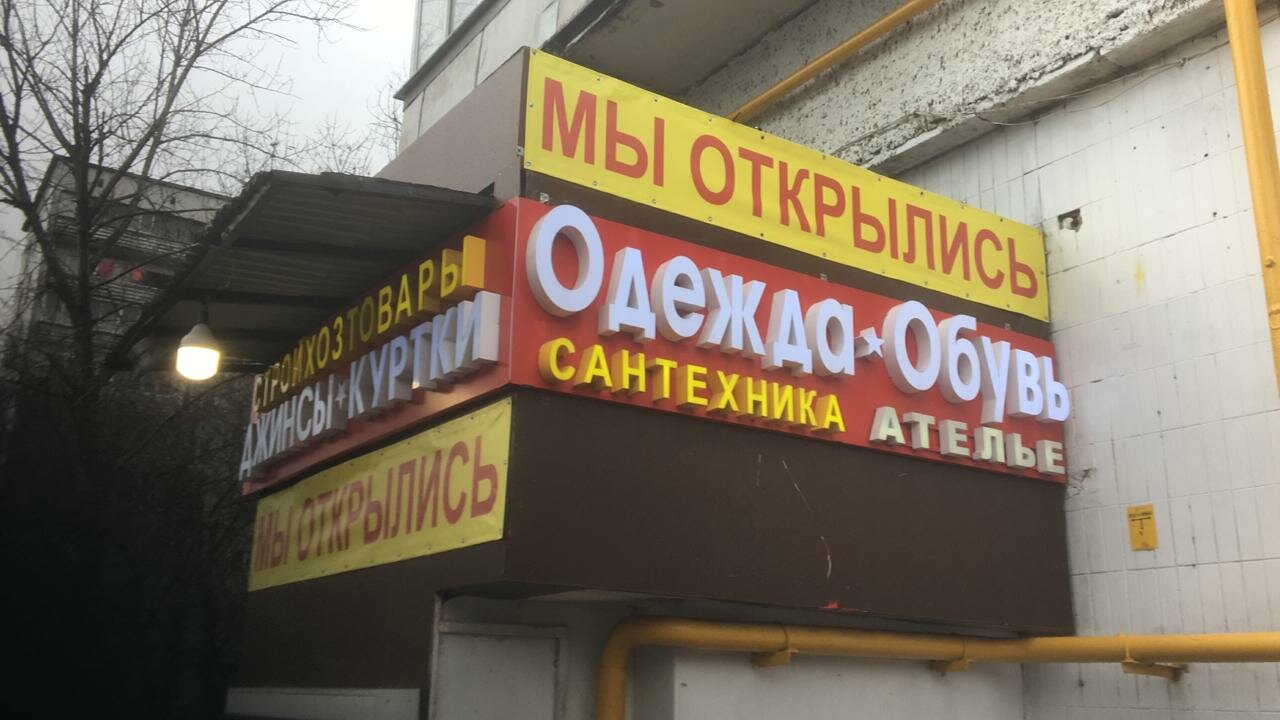 МЫ ОТКРЫЛИСЬ
Одежда Обувь
САНТЕХНИКА АТЕЛЬЕ
СТРОЙХОЗТОВАРЫ
ДЖИНСЫ КУРТКИ
МЫ ОТКРЫЛИСЬ